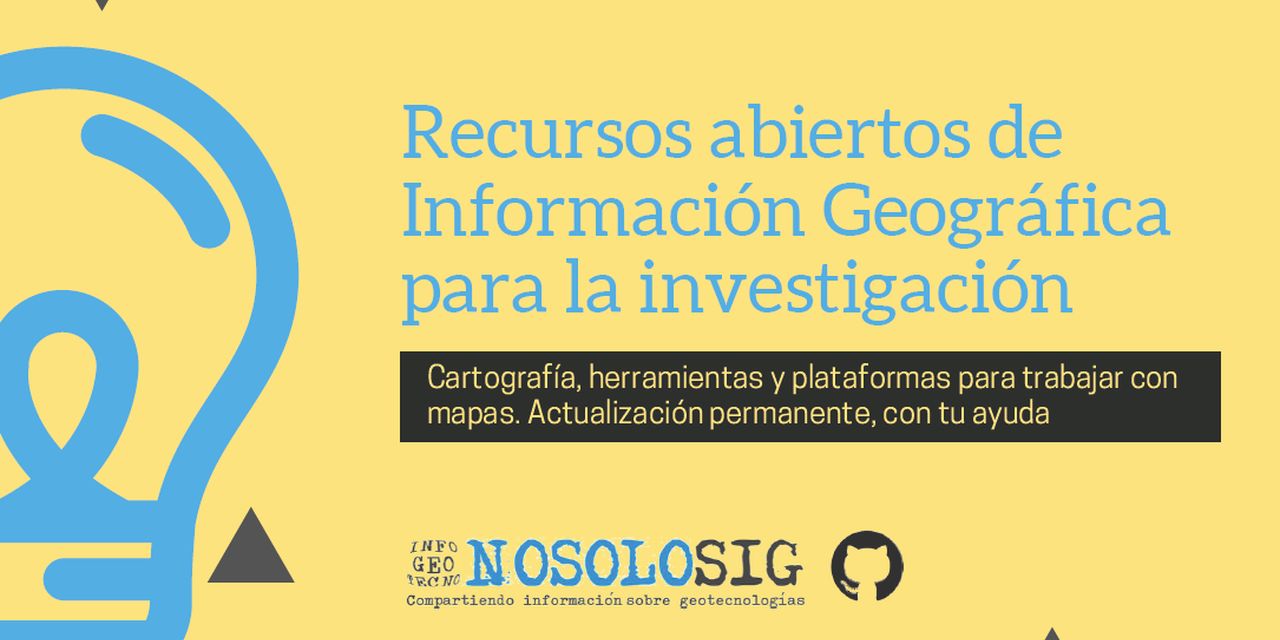 Recursos abiertos de
Información Geográfica
para la investigación
Cartografía, herramientas y plataformas para trabajar con
mapas. Actualización permanente, con tu ayuda
INFO
GEO
TECNO
NOSOLOSIG
Compartiendo información sobre geotecnologías